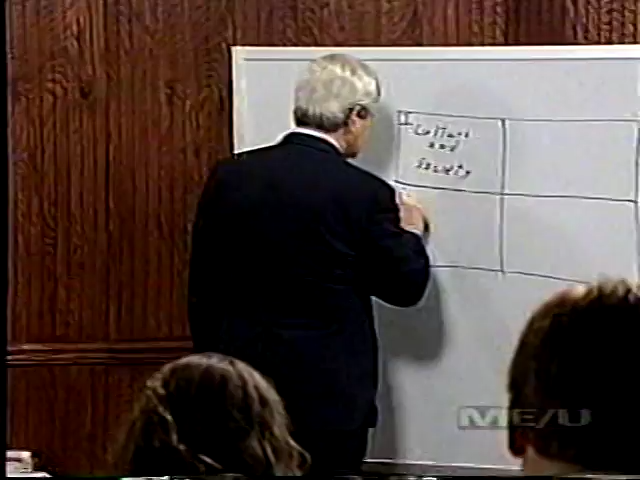 I
Culture
and
Society
ME/U